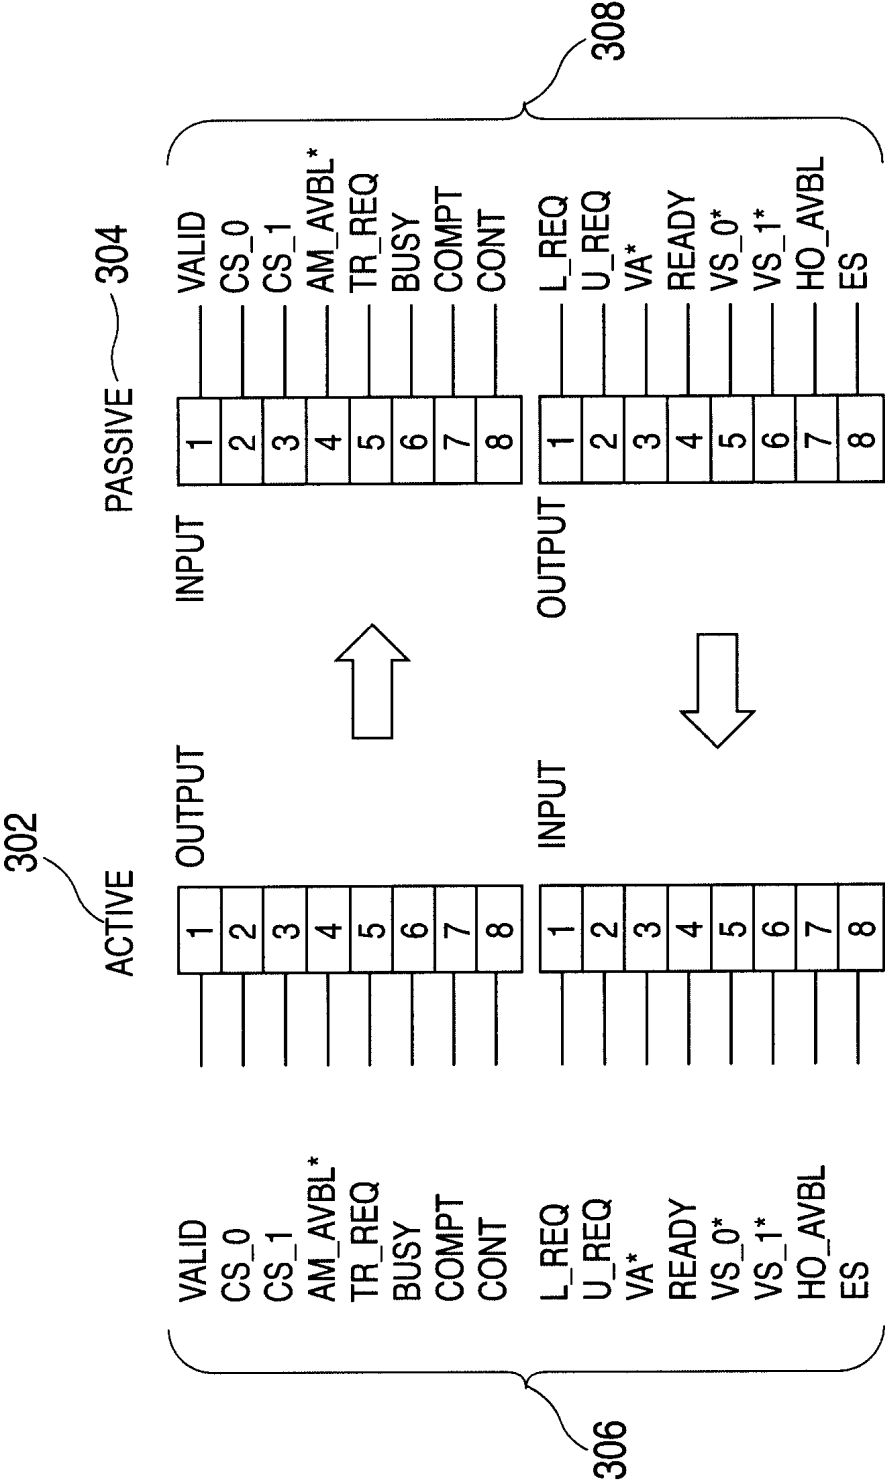 302
ACTIVE
PASSIVE
304
OUTPUT
INPUT
VALID 1 1 VALID
CS_0 2 2 CS_0
CS_1 3 3 CS_1
AM_AVBL* 4 4 AM_AVBL*
TR_REQ 5 5 TR_REQ
BUSY 6 6 BUSY
COMPT 7 7 COMPT
CONT 8 8 CONT
INPUT
OUTPUT
L_REQ 1 1 L_REQ
U_REQ 2 2 U_REQ
VA* 3 3 VA*
READY 4 4 READY
VS_0* 5 5 VS_0*
VS_1* 6 6 VS_1*
HO_AVBL 7 7 HO_AVBL
ES 8 8 ES
306
308